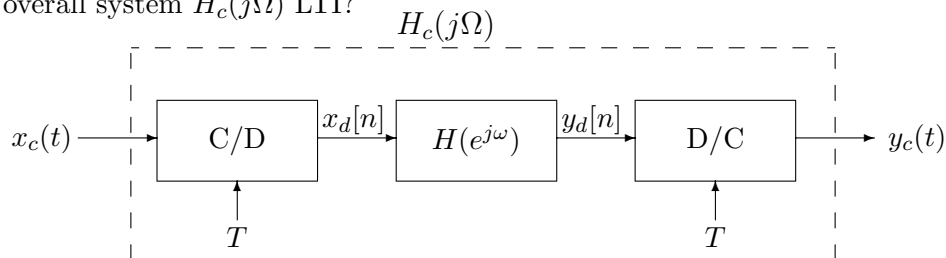 overall system H_c(jΩ) LTI?
H_c(jΩ)
x_c(t) C/D x_d[n] H(e^{jω}) y_d[n] D/C y_c(t)
T T